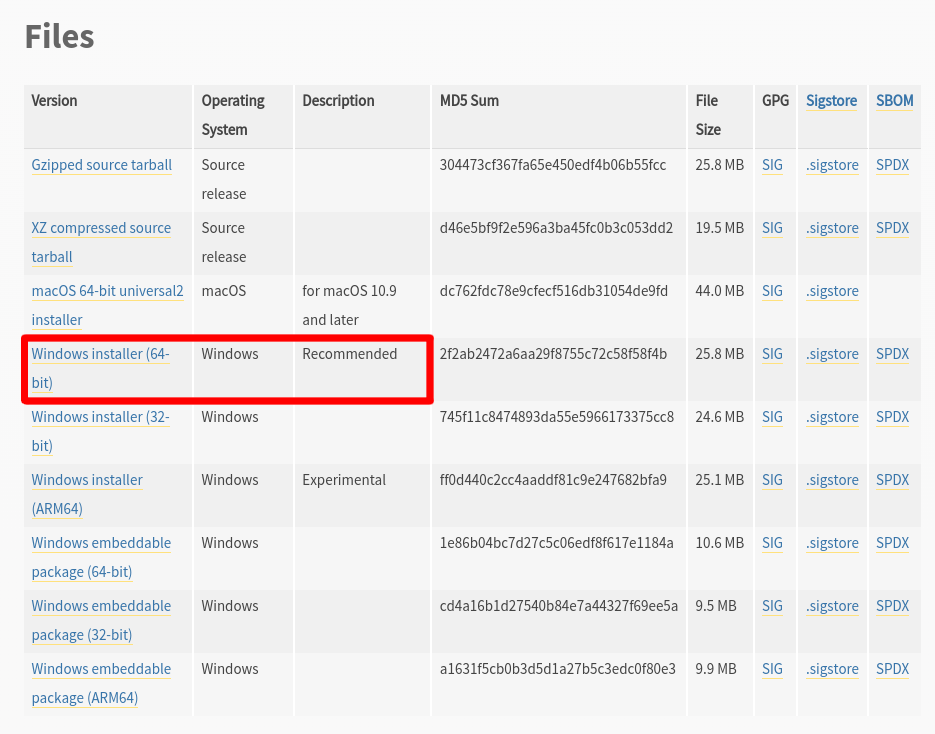 Files
Version Operating Description MD5 Sum File GPG Sigstore SBOM
System Size
Gzipped source tarball Source 304473cf367fa65e450edf4b06b55fcc 25.8 MB SIG .sigstore SPDX
release
XZ compressed source Source d46e5bf9f2e596a3ba45fc0b3c053dd2 19.5 MB SIG .sigstore SPDX
tarball release
macOS 64-bit universal2 macOS for macOS 10.9 dc762fdc78e9cfecf516db31054de9fd 44.0 MB SIG .sigstore
installer and later
Windows installer (64- Windows Recommended 2f2ab2472a6aa29f8755c72c58f58f4b 25.8 MB SIG .sigstore SPDX
bit)
Windows installer (32- Windows 745f11c8474893da55e5966173375cc8 24.6 MB SIG .sigstore SPDX
bit)
Windows installer Windows Experimental ff0d440c2cc4aaddf81c9e247682bfa9 25.1 MB SIG .sigstore SPDX
(ARM64)
Windows embeddable Windows 1e86b04bc7d27c5c06edf8f617e1184a 10.6 MB SIG .sigstore SPDX
package (64-bit)
Windows embeddable Windows cd4a16b1d27540b84e7a44327f69ee5a 9.5 MB SIG .sigstore SPDX
package (32-bit)
Windows embeddable Windows a1631f5cb0b3d5d1a27b5c3edc0f80e3 9.9 MB SIG .sigstore SPDX
package (ARM64)